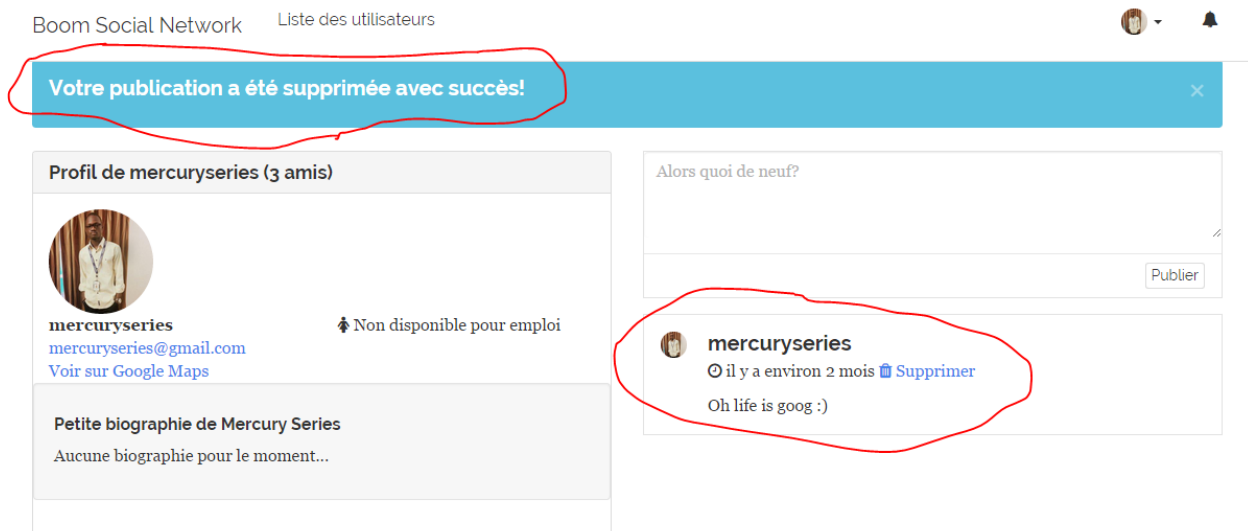 Boom Social Network Liste des utilisateurs
Votre publication a été supprimée avec succès!
×
Profil de mercuryseries (3 amis)
mercuryseries
Non disponible pour emploi
mercuryseries@gmail.com
Voir sur Google Maps
Petite biographie de Mercury Series
Aucune biographie pour le moment...
Alors quoi de neuf?
Publier
mercuryseries
il y a environ 2 mois Supprimer
Oh life is goog :)